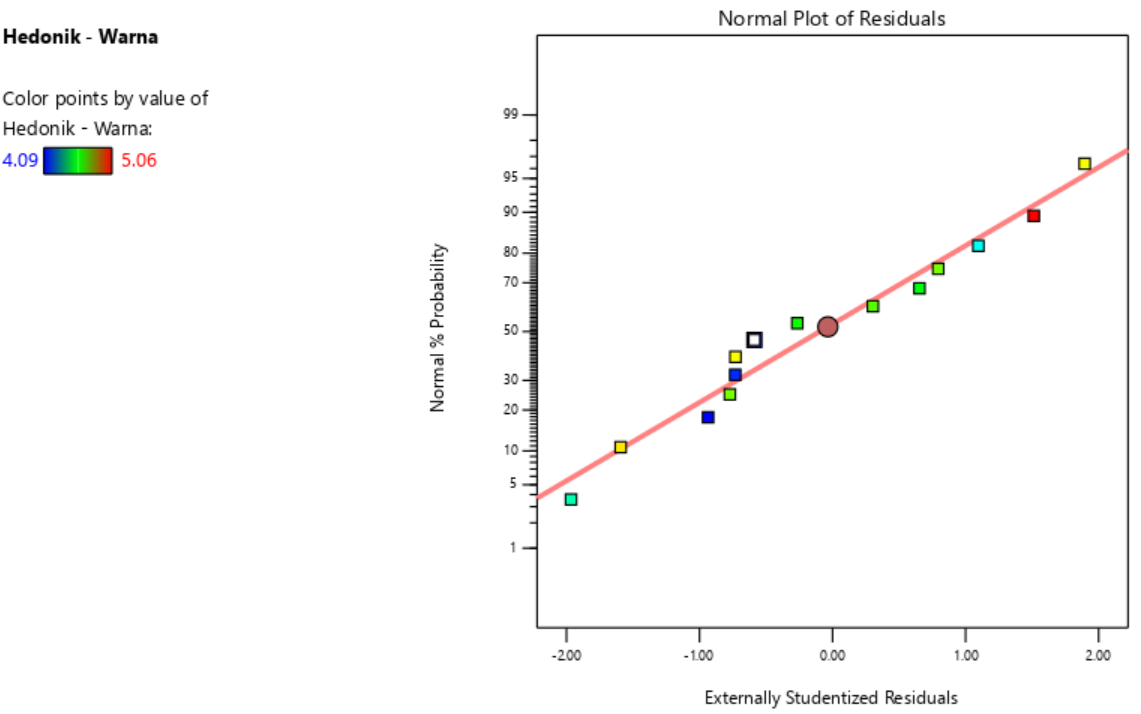 Hedonik - Warna
Color points by value of
Hedonik - Warna:
4.09 5.06
Normal Plot of Residuals
Normal % Probability
99
95
90
80
70
50
30
20
10
5
1
-2.00 -1.00 0.00 1.00 2.00
Externally Studentized Residuals